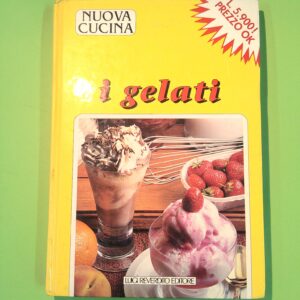 NUOVA
CUCINA
L. 5.900!
PREZZO OK
i gelati
LUIGI REVERDITO EDITORE